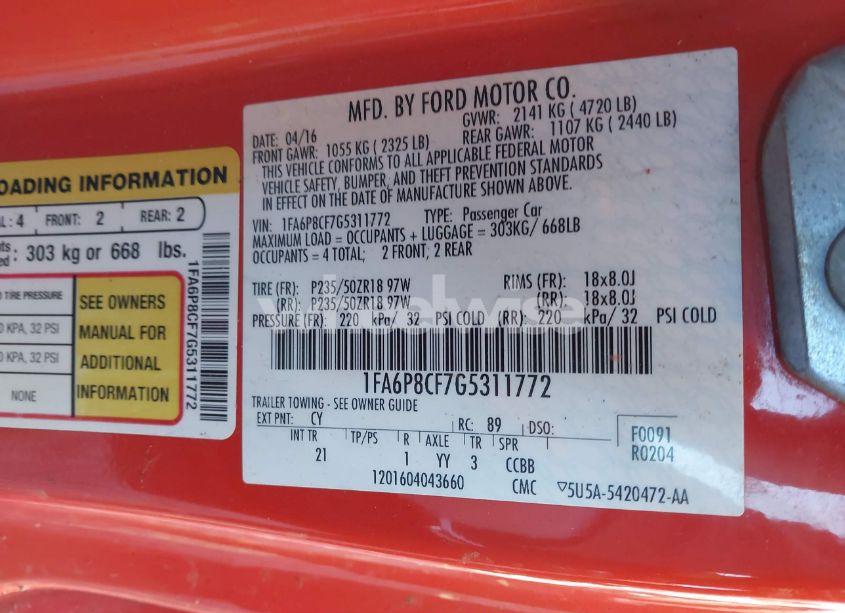 OADING INFORMATION
AL: 4 FRONT: 2 REAR: 2
303 kg or 668 lbs.
TIRE PRESSURE
0 KPA, 32 PSI
0 KPA, 32 PSI
NONE
SEE OWNERS
MANUAL FOR
ADDITIONAL
INFORMATION
1FA6P8CF7G5311772
MFD. BY FORD MOTOR CO.
DATE: 04/16 GVWR: 2141 KG ( 4720 LB)
FRONT GAWR: 1055 KG ( 2325 LB) REAR GAWR: 1107 KG ( 2440 LB)
THIS VEHICLE CONFORMS TO ALL APPLICABLE FEDERAL MOTOR
VEHICLE SAFETY, BUMPER, AND THEFT PREVENTION STANDARDS
IN EFFECT ON THE DATE OF MANUFACTURE SHOWN ABOVE.
VIN: 1FA6P8CF7G5311772 TYPE: Passenger Car
MAXIMUM LOAD = OCCUPANTS + LUGGAGE = 303KG/ 668LB
OCCUPANTS = 4 TOTAL; 2 FRONT; 2 REAR
TIRE (FR): P235/50ZR18 97W RIMS (FR): 18x8.0J
(RR): P235/50ZR18 97W (RR): 18x8.0J
PRESSURE (FR): 220 kPa/ 32 PSI COLD (RR): 220 kPa/ 32 PSI COLD
1FA6P8CF7G5311772
TRAILER TOWING - SEE OWNER GUIDE
EXT PNT: CY RC: 89 DSO:
INT TR TP/PS R AXLE TR SPR
21 1 YY 3 CCBB
F0091
R0204
1201604043660 CMC ▽5U5A-5420472-AA